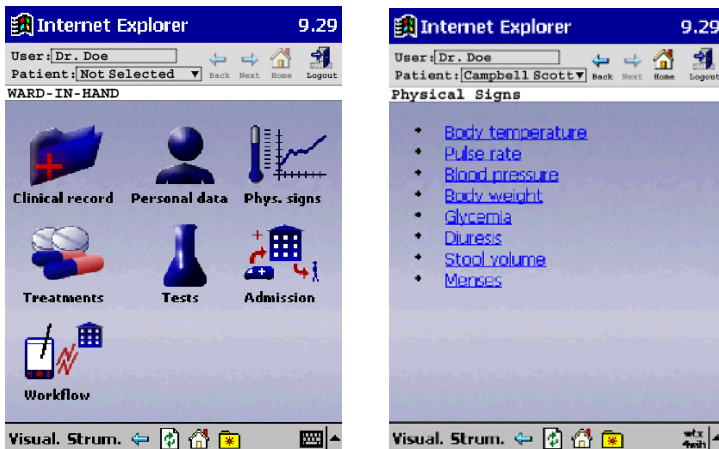 Internet Explorer 9.29
User: Dr. Doe
Patient: Not Selected
Back Next Home Logout
WARD-IN-HAND
Clinical record Personal data Phys. signs
Treatments Tests Admission
Workflow
Visual. Strum.
Internet Explorer 9.29
User: Dr. Doe
Patient: Campbell Scott
Back Next Home Logout
Physical Signs
• Body temperature
• Pulse rate
• Blood pressure
• Body weight
• Glycemia
• Diuresis
• Stool volume
• Menses
Visual. Strum.